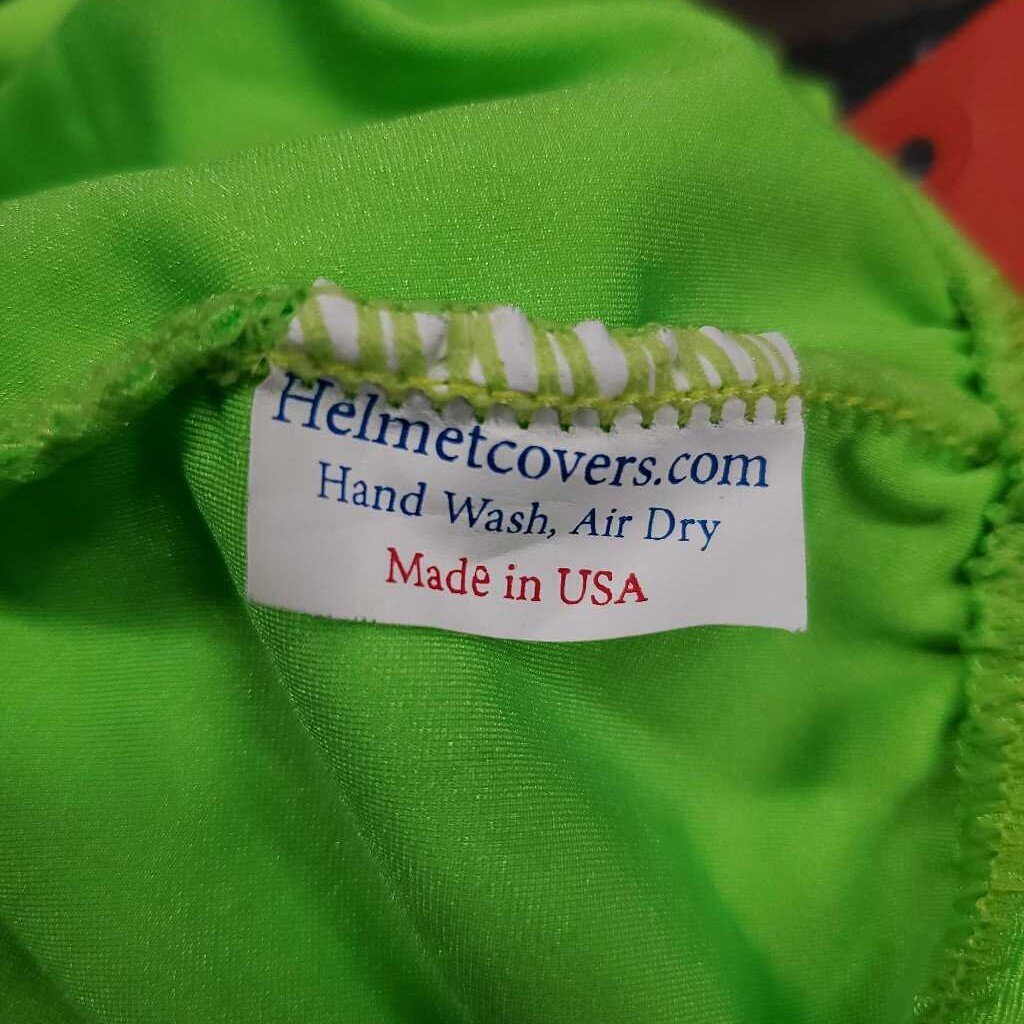 Helmetcovers.com
Hand Wash, Air Dry
Made in USA